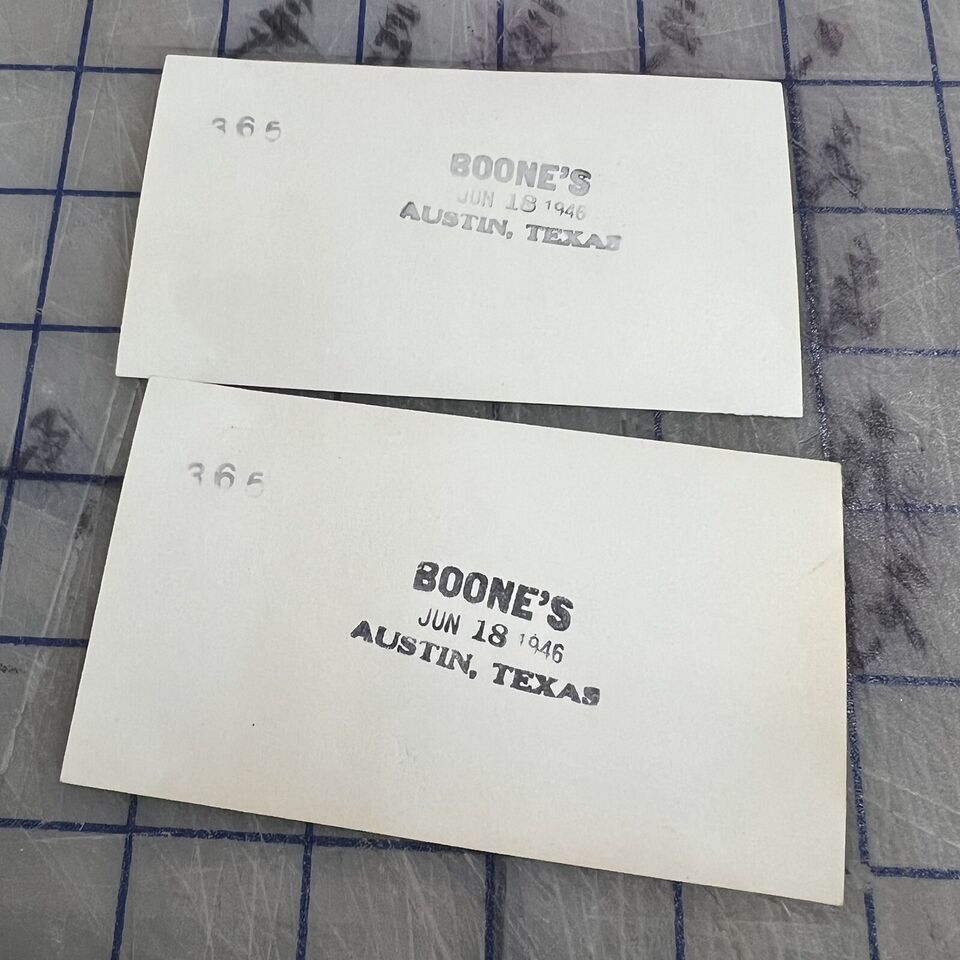 365
BOONE'S
JUN 18 1946
AUSTIN, TEXAS
365
BOONE'S
JUN 18 1946
AUSTIN, TEXAS